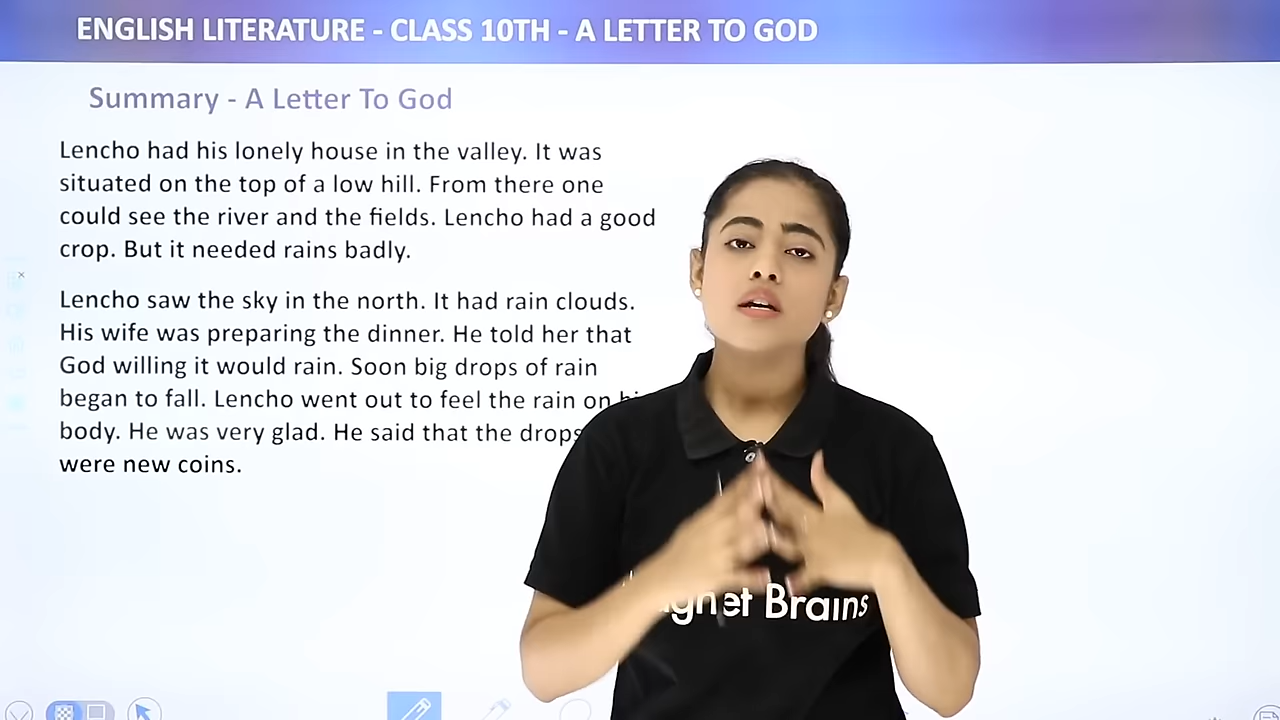 ENGLISH LITERATURE - CLASS 10TH - A LETTER TO GOD
Summary - A Letter To God
Lencho had his lonely house in the valley. It was
situated on the top of a low hill. From there one
could see the river and the fields. Lencho had a good
crop. But it needed rains badly.
Lencho saw the sky in the north. It had rain clouds.
His wife was preparing the dinner. He told her that
God willing it would rain. Soon big drops of rain
began to fall. Lencho went out to feel the rain on
body. He was very glad. He said that the drops
were new coins.
Brains